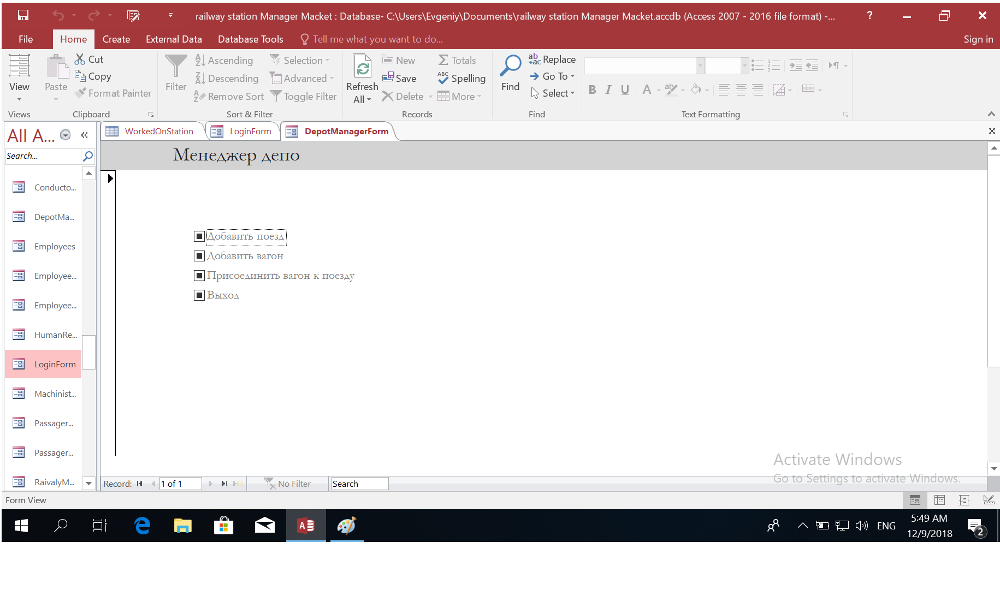 railway station Manager Macket : Database- C:\Users\Evgeniy\Documents\railway station Manager Macket.accdb (Access 2007 - 2016 file format) -... ?
File Home Create External Data Database Tools Tell me what you want to do... Sign in
View
Views
Paste
Cut
Copy
Format Painter
Clipboard
Filter
Ascending
Descending
Remove Sort
Selection
Advanced
Toggle Filter
Sort & Filter
Refresh
All
New
Save
Delete
Totals
Spelling
More
Records
Find
Replace
Go To
Select
Find
B I U A
Text Formatting
All A...
Search...
WorkedOnStation LoginForm DepotManagerForm
Conducto...
DepotMa...
Employees
Employee...
Employee...
HumanRe...
LoginForm
Machinist...
Passager...
Passager...
RaivalyM...
Менеджер депо
Добавить поезд
Добавить вагон
Присоединить вагон к поезду
Выход
Activate Windows
Go to Settings to activate Windows.
Record: 1 of 1 No Filter Search
Form View
ENG
5:49 AM
12/9/2018
2